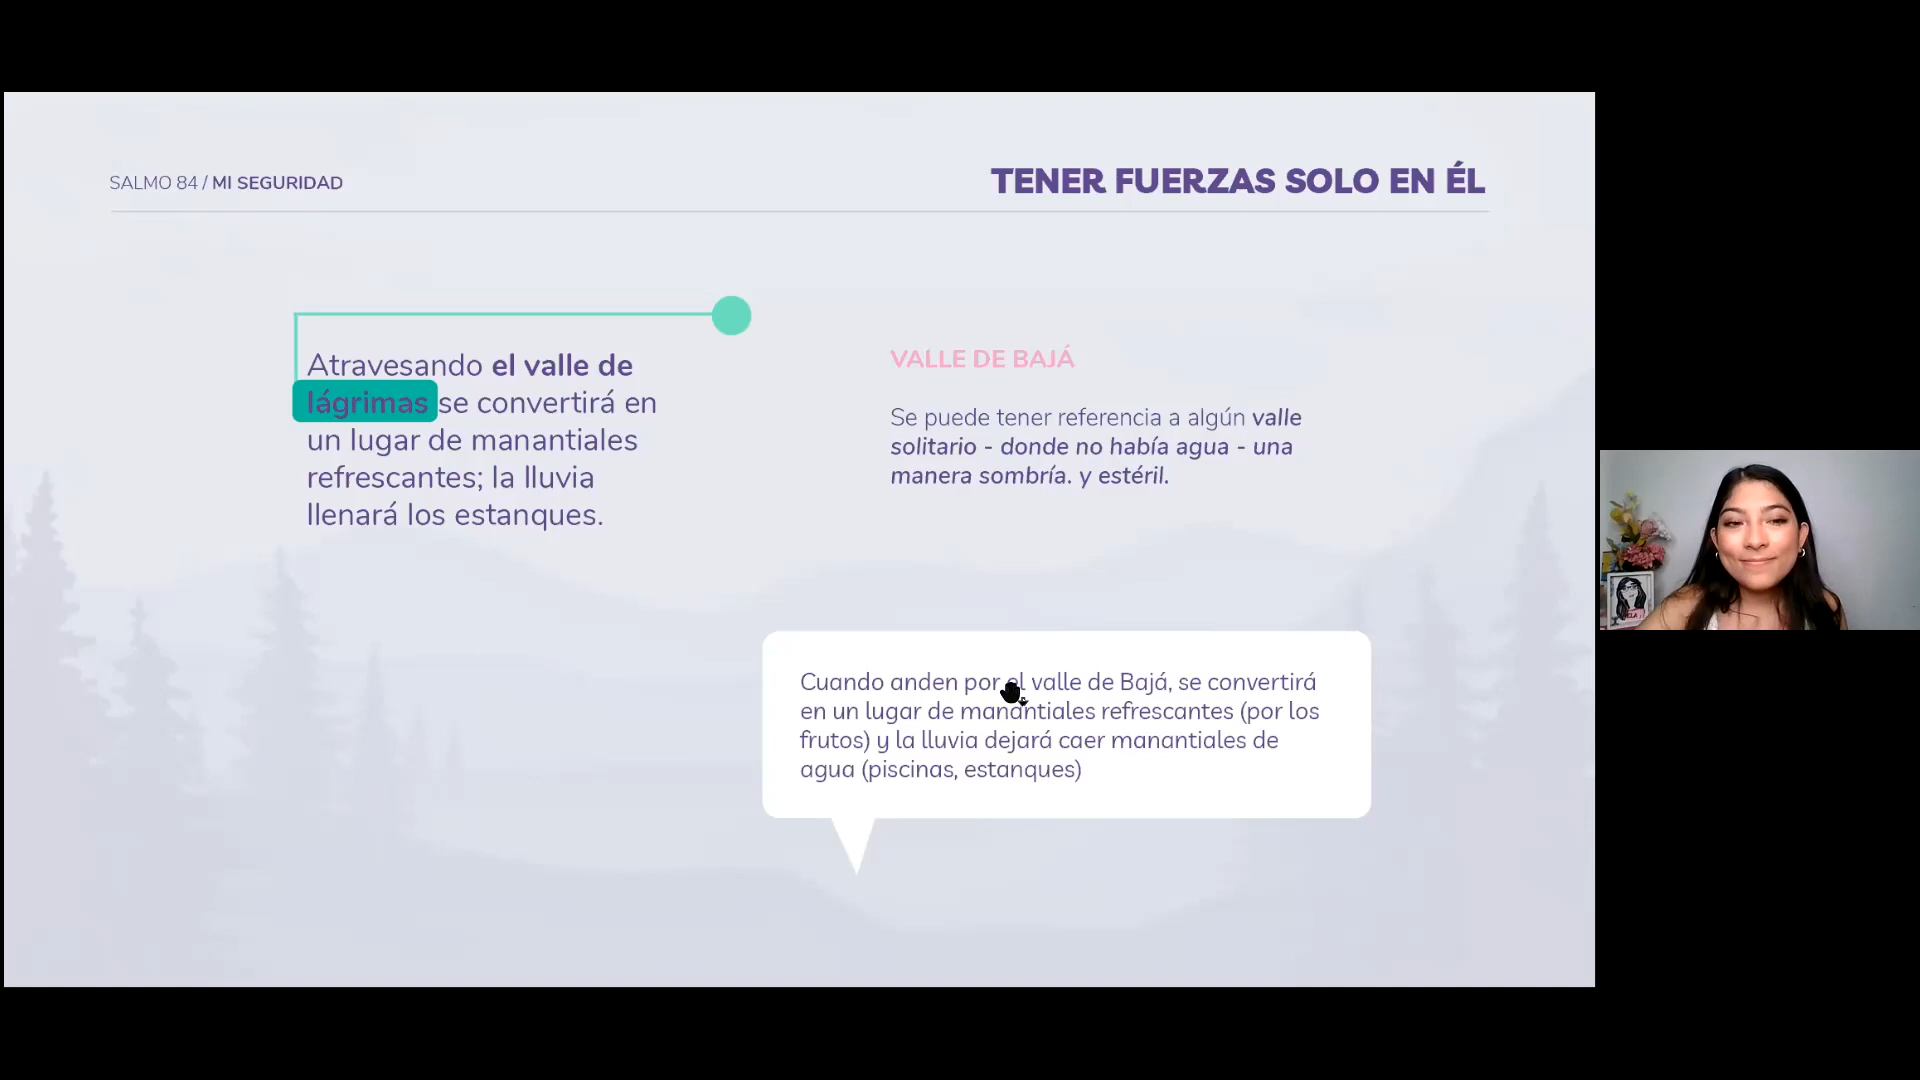 SALMO 84 / MI SEGURIDAD
TENER FUERZAS SOLO EN ÉL
Atravesando el valle de
lágrimas se convertirá en
un lugar de manantiales
refrescantes; la lluvia
llenará los estanques.
VALLE DE BAJÁ
Se puede tener referencia a algún valle
solitario - donde no había agua - una
manera sombría. y estéril.
Cuando anden por el valle de Bajá, se convertirá
en un lugar de manantiales refrescantes (por los
frutos) y la lluvia dejará caer manantiales de
agua (piscinas, estanques)